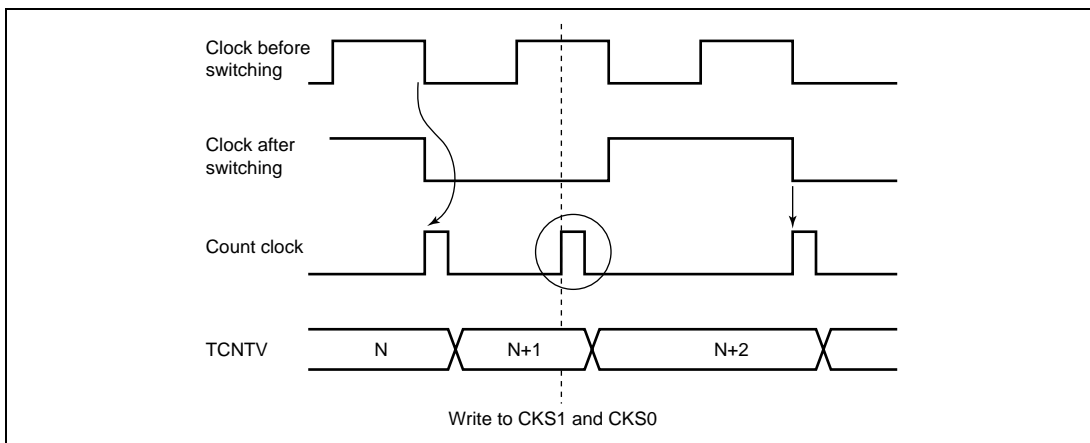 Clock before
switching
Clock after
switching
Count clock
TCNTV
N
N+1
N+2
Write to CKS1 and CKS0